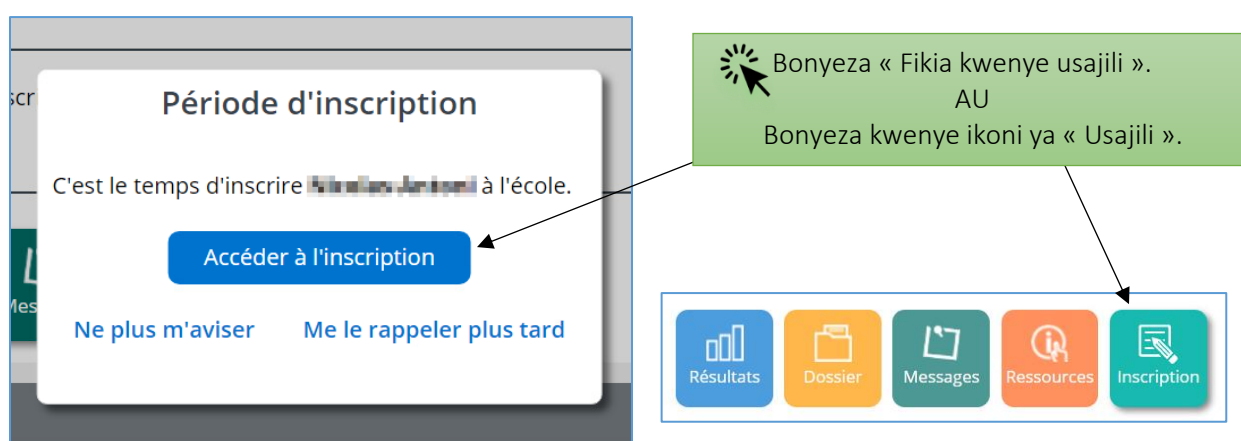 Période d'inscription
C'est le temps d'inscrire à l'école.
Accéder à l'inscription
Ne plus m'aviser Me le rappeler plus tard
Bonyeza « Fikia kwenye usajili ».
AU
Bonyeza kwenye ikoni ya « Usajili ».
Résultats Dossier Messages Ressources Inscription